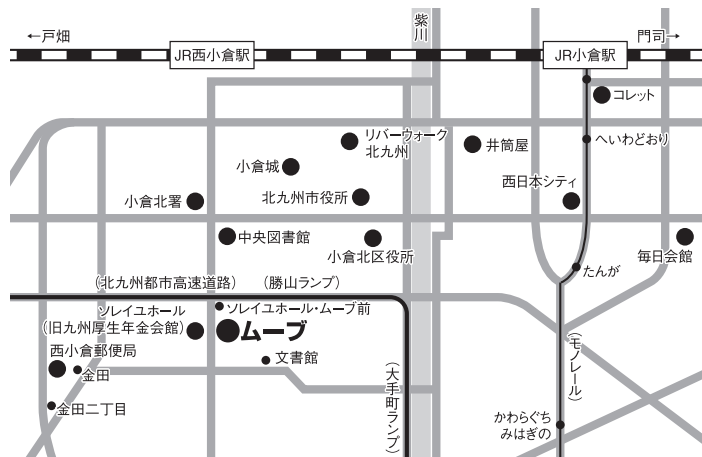 ←戸畑
紫川
門司→
JR西小倉駅
JR小倉駅
コレット
リバーウォーク
北九州
井筒屋
へいわどおり
小倉城
西日本シティ
小倉北署
北九州市役所
中央図書館
小倉北区役所
毎日会館
たんが
(北九州都市高速道路)
(勝山ランプ)
ソレイユホール
(旧九州厚生年金会館)
ソレイユホール・ムーブ前
ムーブ
西小倉郵便局
文書館
金田
(大手町ランプ)
(モノレール)
金田二丁目
かわらぐち
みはぎの